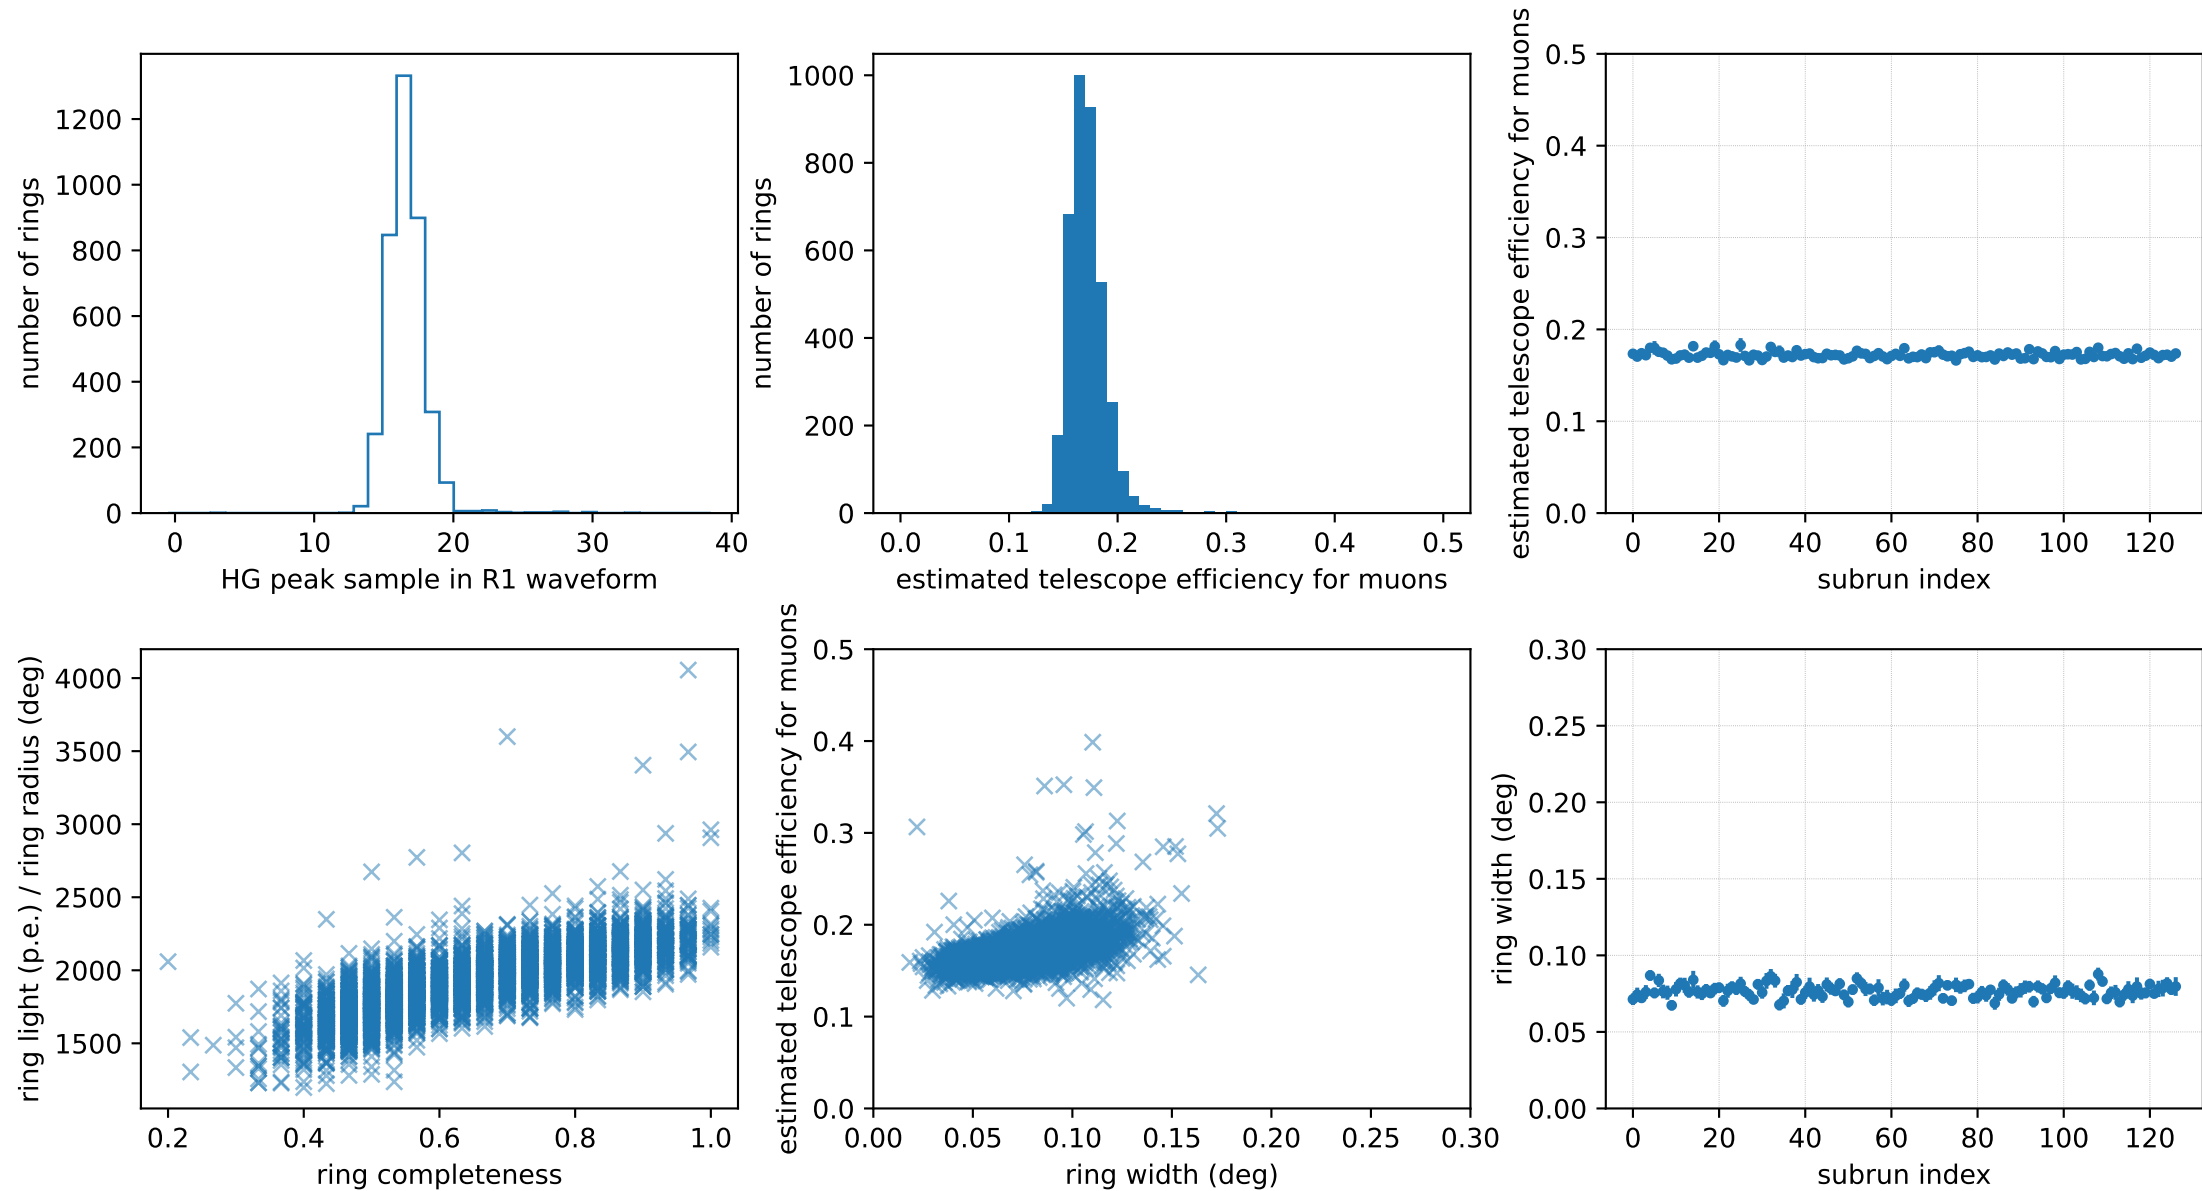 number of rings
1200
1000
800
600
400
200
0
0 10 20 30 40
HG peak sample in R1 waveform
number of rings
1000
800
600
400
200
0
0.0 0.1 0.2 0.3 0.4 0.5
estimated telescope efficiency for muons
estimated telescope efficiency for muons
0.5
0.4
0.3
0.2
0.1
0.0
0 20 40 60 80 100 120
subrun index
ring light (p.e.) / ring radius (deg)
4000
3500
3000
2500
2000
1500
0.2 0.4 0.6 0.8 1.0
ring completeness
estimated telescope efficiency for muons
0.5
0.4
0.3
0.2
0.1
0.0
0.00 0.05 0.10 0.15 0.20 0.25 0.30
ring width (deg)
ring width (deg)
0.30
0.25
0.20
0.15
0.10
0.05
0.00
0 20 40 60 80 100 120
subrun index